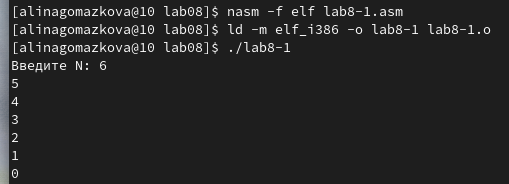 [alinagomazkova@10 lab08]$ nasm -f elf lab8-1.asm
[alinagomazkova@10 lab08]$ ld -m elf_i386 -o lab8-1 lab8-1.o
[alinagomazkova@10 lab08]$ ./lab8-1
Введите N: 6
5
4
3
2
1
0